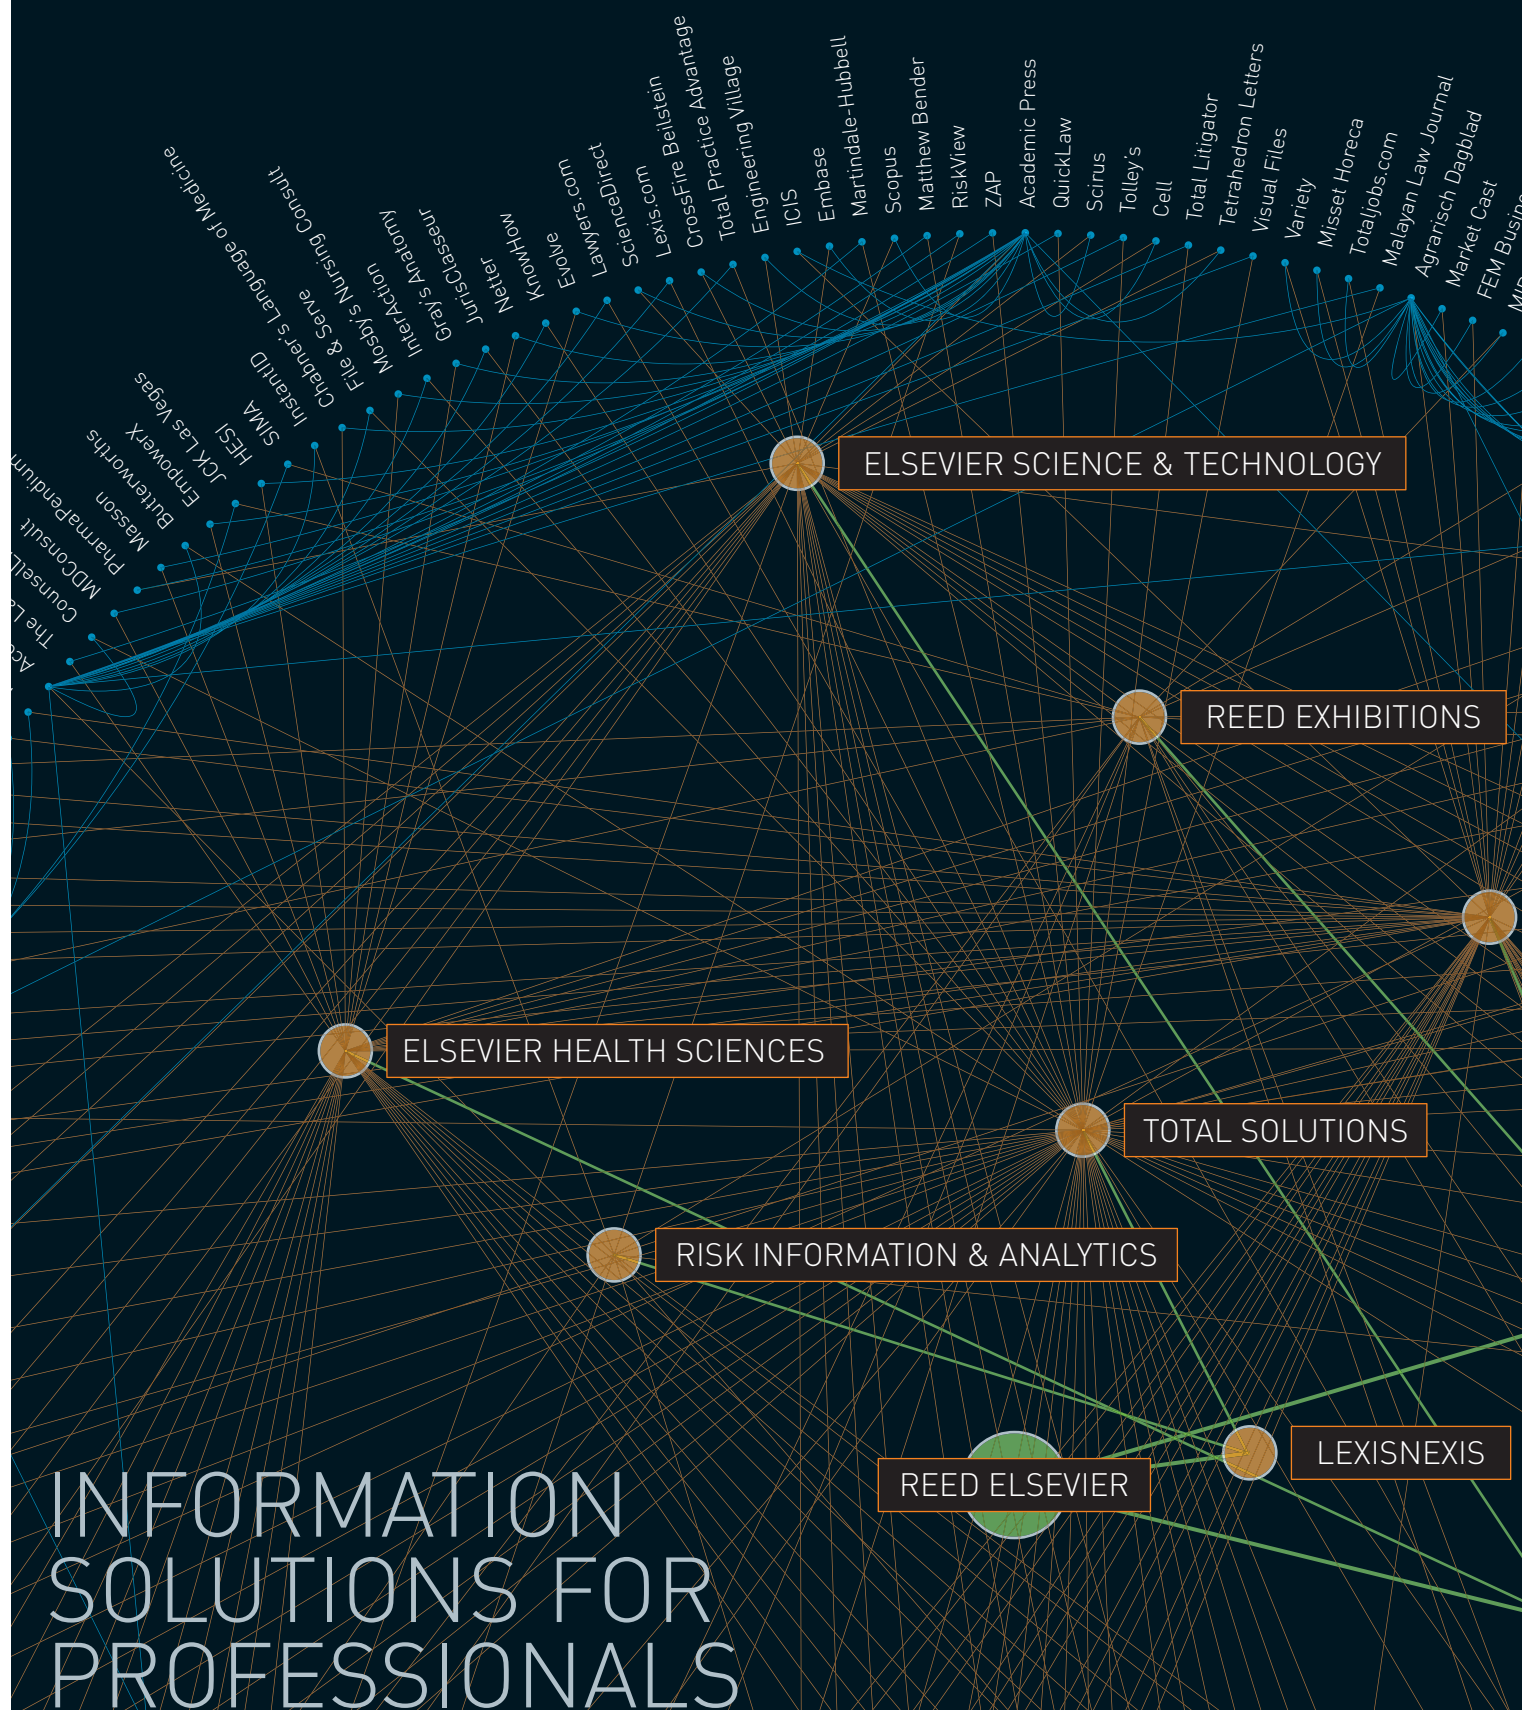 PharmaPendium
MDConsult
Masson
Butterworths
EmpowerX
JCK Las Vegas
HESI
SIMA
InstantID
Chabner's Language of Medicine
File & Serve
Mosby's Nursing Consult
InterAction
Gray's Anatomy
JurisClasseur
Netter
KnowHow
Evolve
Lawyers.com
ScienceDirect
Lexis.com
CrossFire Beilstein
Total Practice Advantage
Engineering Village
ICIS
Embase
Martindale-Hubbell
Scopus
Matthew Bender
RiskView
ZAP
Academic Press
QuickLaw
Scirus
Tolley's
Cell
Total Litigator
Tetrahedron Letters
Visual Files
Variety
Misset Horeca
Totaljobs.com
Malayan Law Journal
Agrarisch Dagblad
Market Cast
ELSEVIER SCIENCE & TECHNOLOGY
REED EXHIBITIONS
ELSEVIER HEALTH SCIENCES
TOTAL SOLUTIONS
RISK INFORMATION & ANALYTICS
LEXISNEXIS
REED ELSEVIER
INFORMATION
SOLUTIONS FOR
PROFESSIONALS